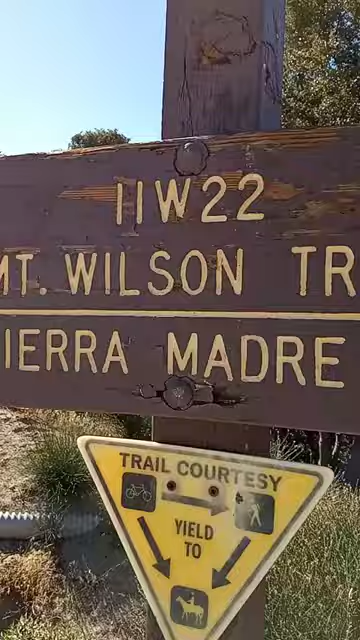 11W22
MT. WILSON TR
IERRA MADRE
TRAIL COURTESY
YIELD
TO